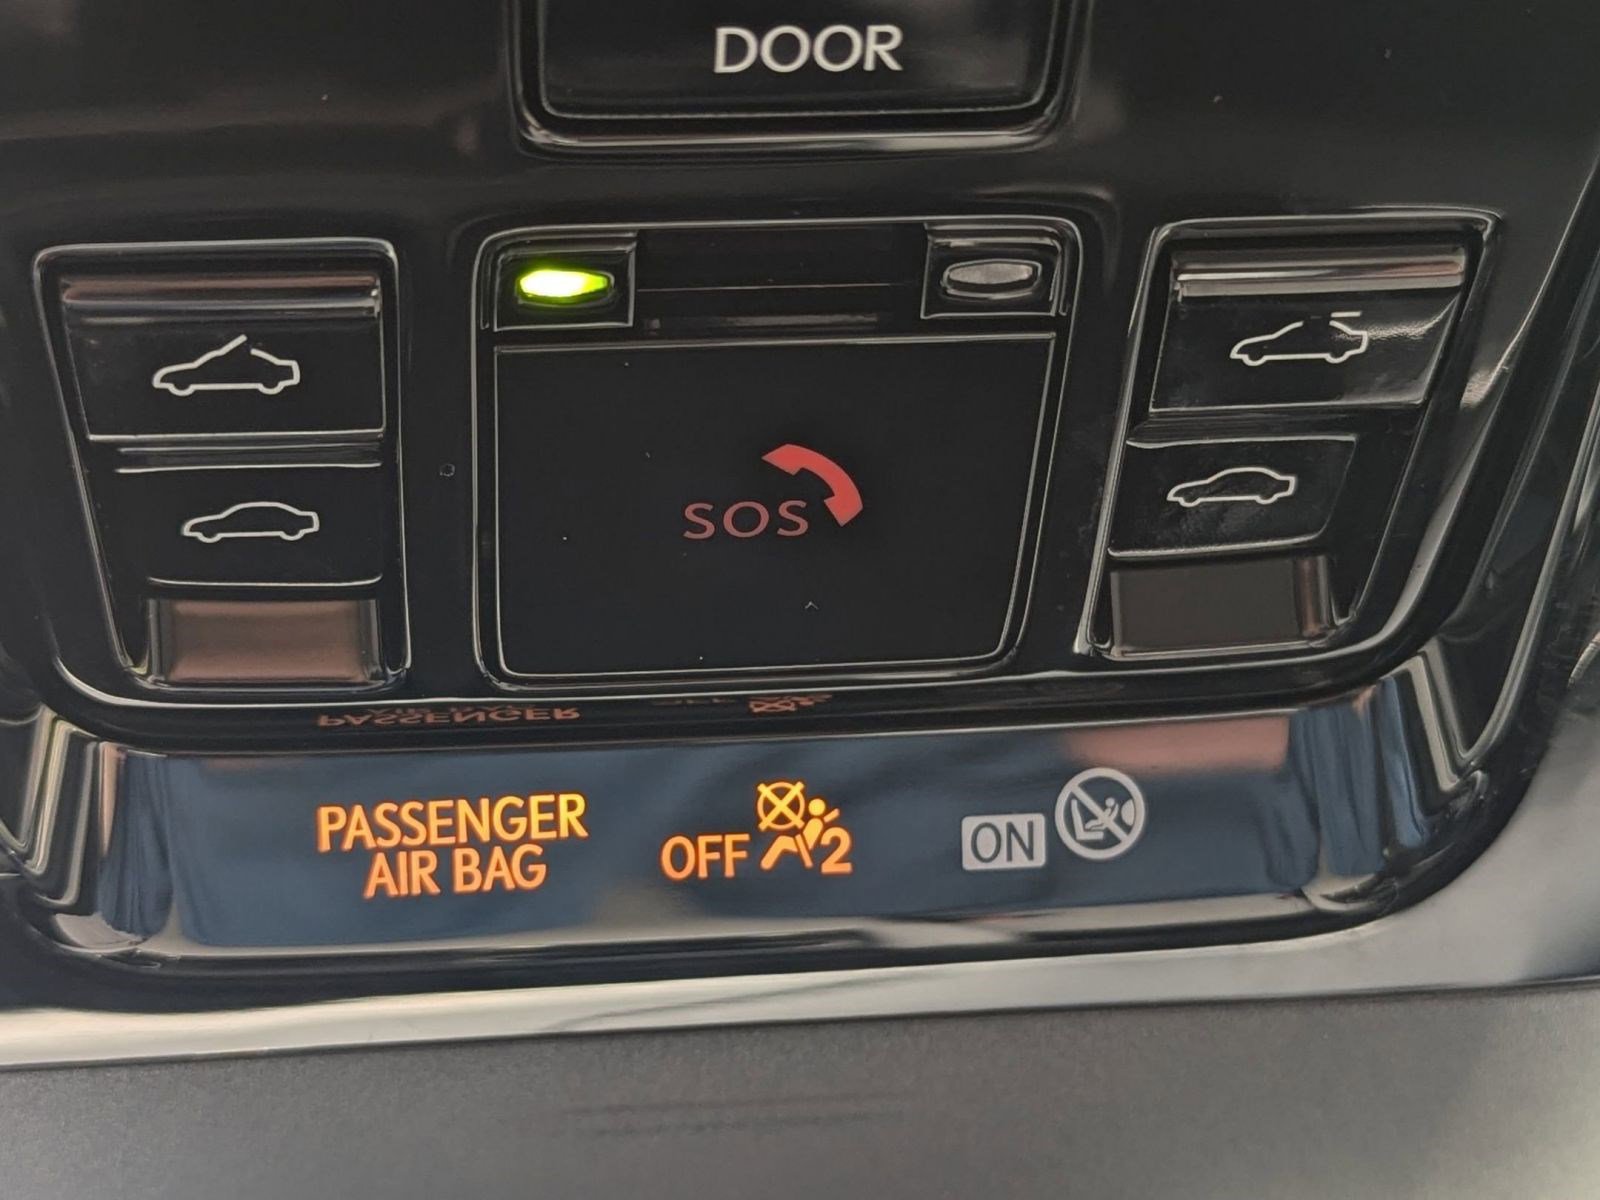 DOOR
SOS
PASSENGER
AIR BAG
OFF 2
ON